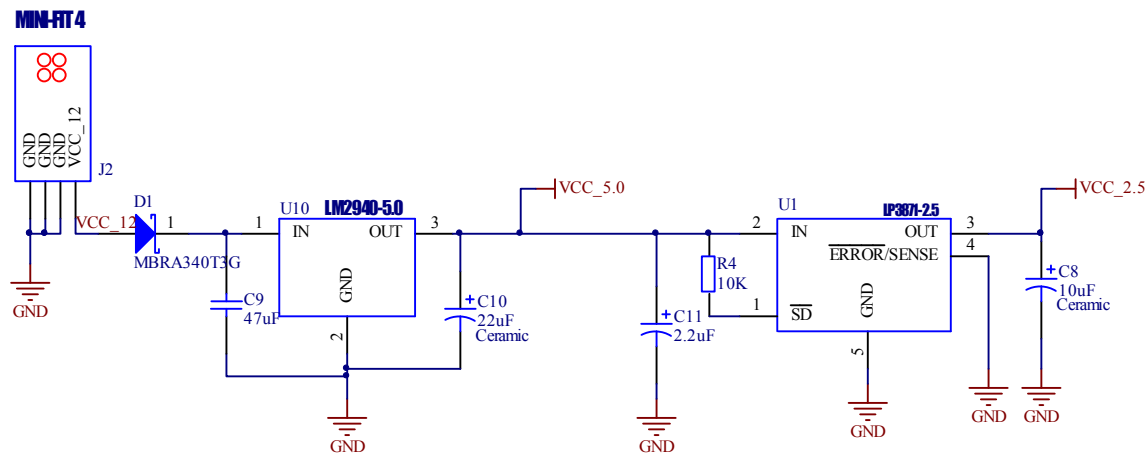 MINI-FIT 4
GND
GND
GND
VCC_12
J2
VCC_12
D1
1
MBRA340T3G
GND
C9
47uF
U10
LM2940-5.0
1
IN
OUT
3
GND
2
C10
22uF
Ceramic
GND
VCC_5.0
C11
2.2uF
GND
R4
10K
U1
LP3871-2.5
2
IN
OUT
3
ERROR/SENSE
4
1
SD
GND
5
GND
GND
VCC_2.5
C8
10uF
Ceramic
GND